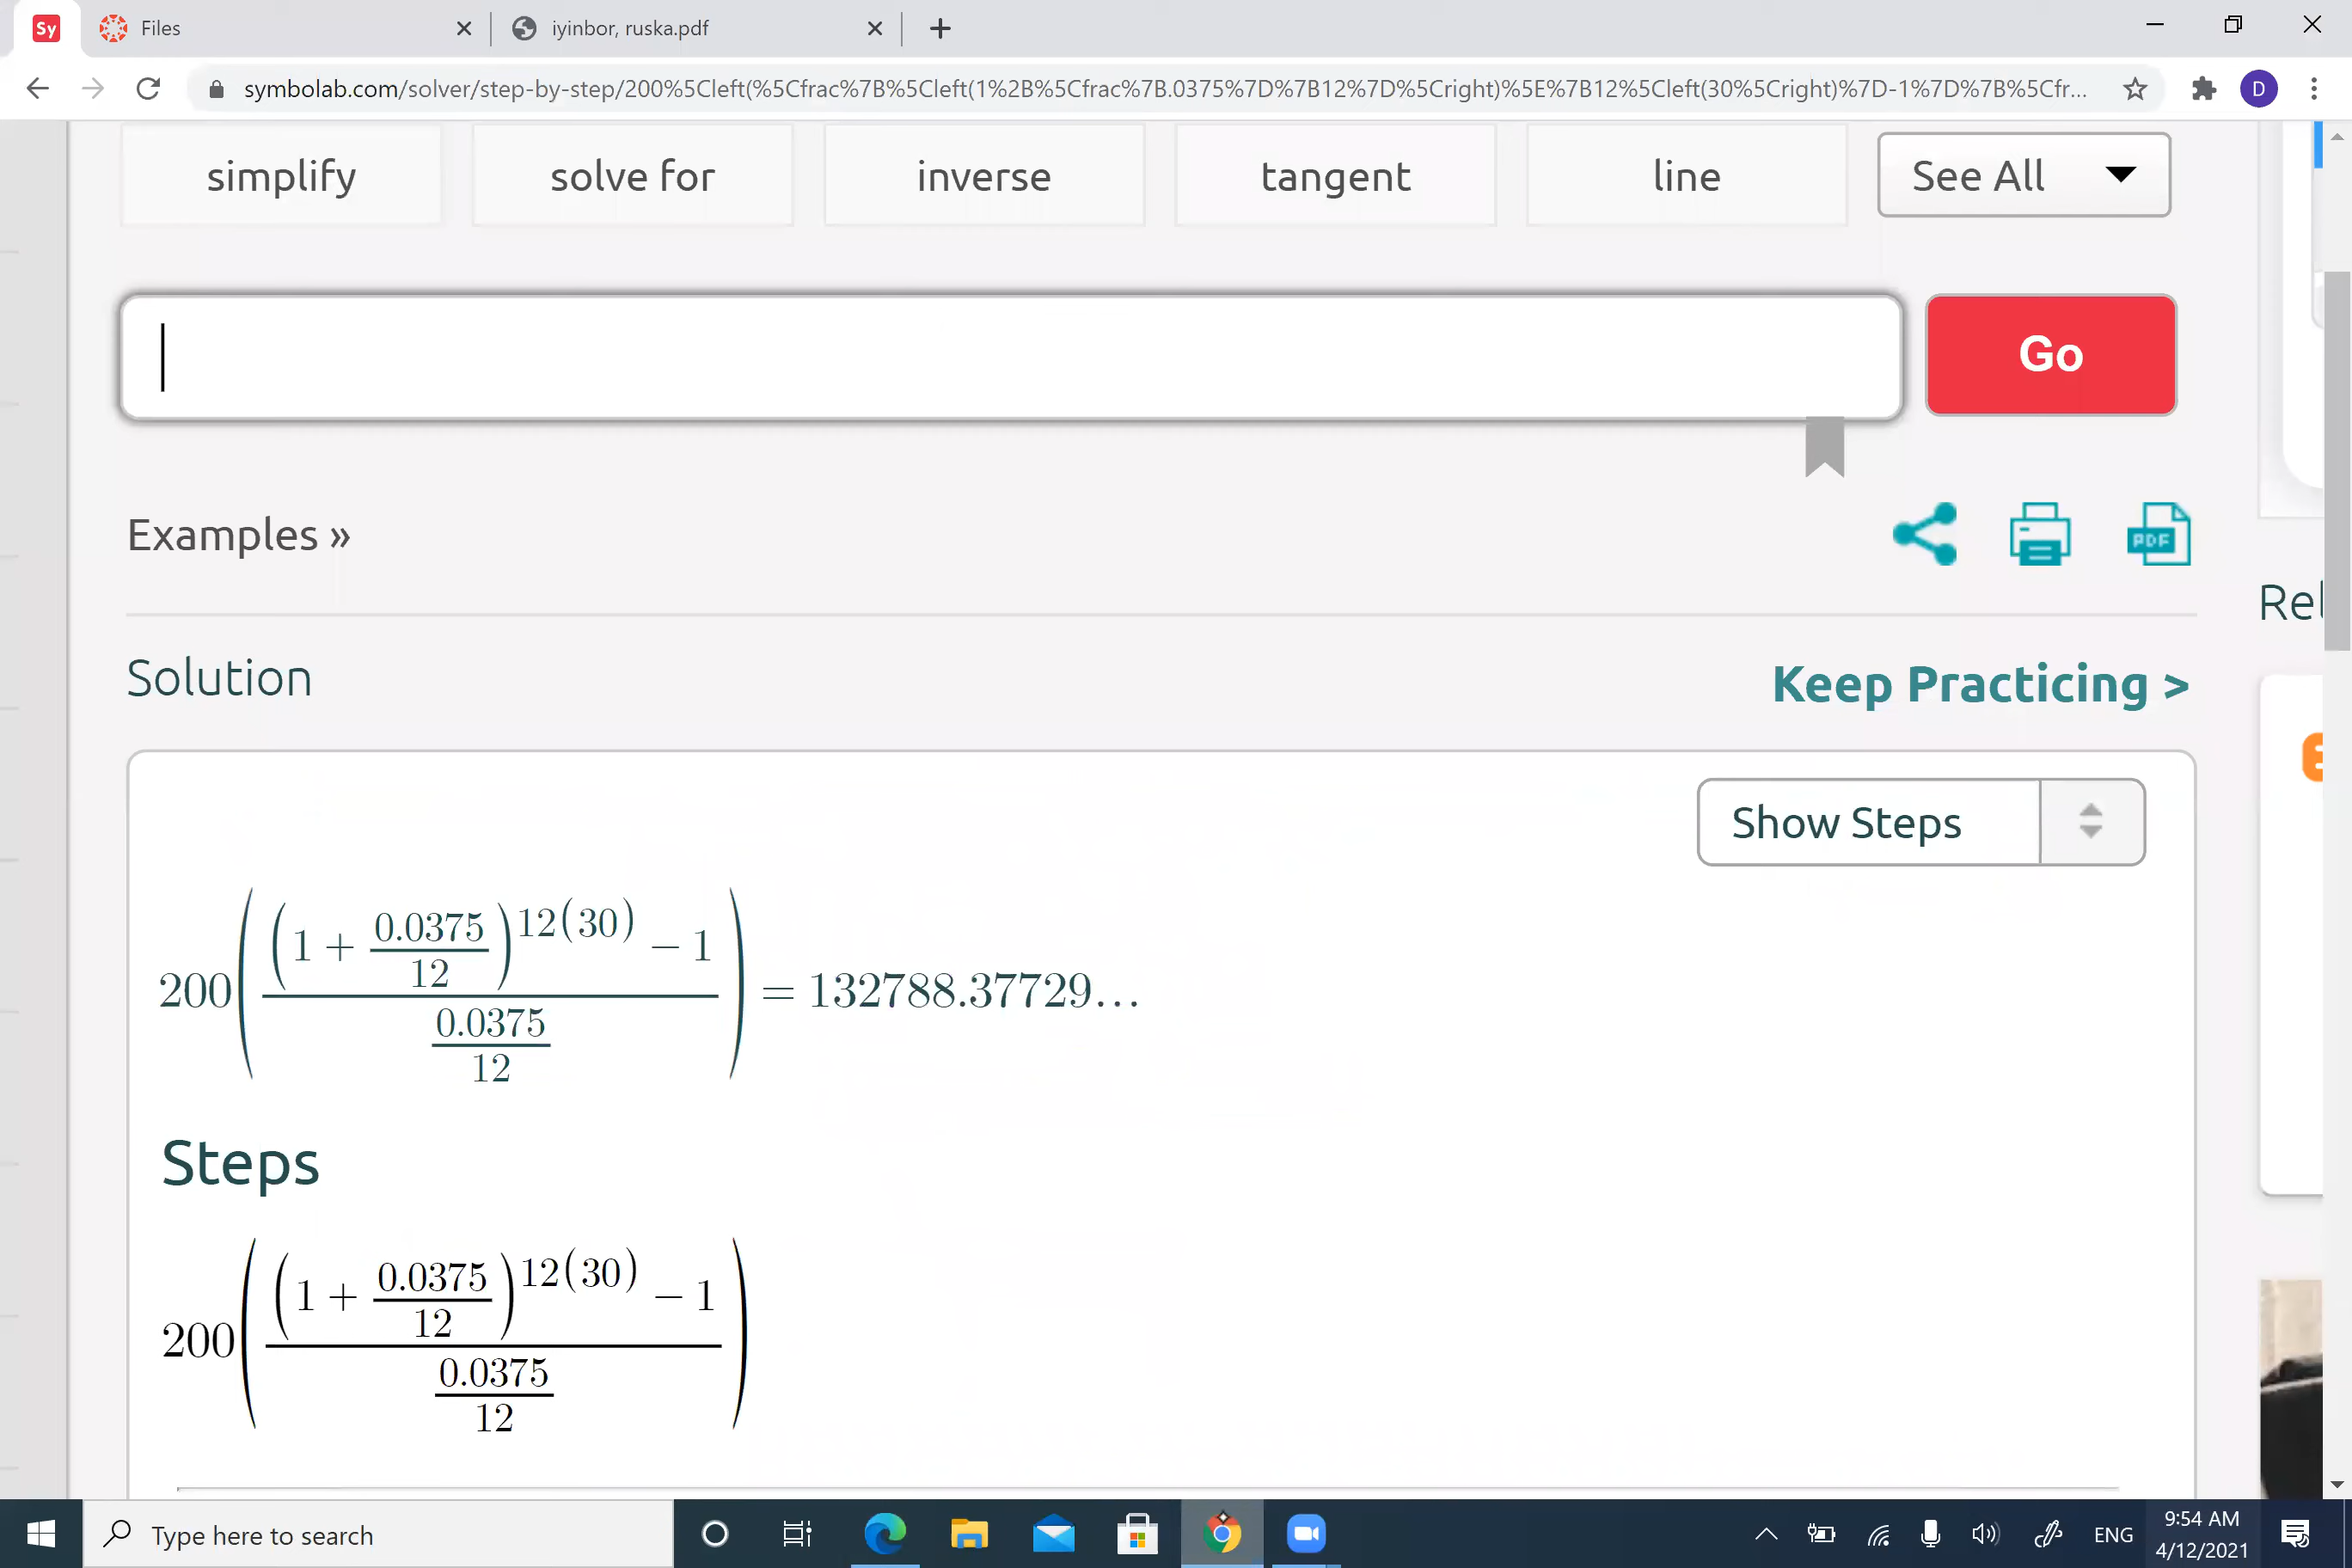 Sy Files iyinbor, ruska.pdf
symbolab.com/solver/step-by-step/200%5Cleft(%5Cfrac%7B%5Cleft(1%2B%5Cfrac%7B.0375%7D%7B12%7D%5Cright)%5E%7B12%5Cleft(30%5Cright)%7D-1%7D%7B%5Cfr... D
simplify solve for inverse tangent line See All
Go
Examples »
PDF
Rel
Solution Keep Practicing >
Show Steps
200( ((1 + 0.0375/12)^12(30) − 1) / (0.0375/12) ) = 132788.37729...
Steps
200( ((1 + 0.0375/12)^12(30) − 1) / (0.0375/12) )
Type here to search ENG 9:54 AM
4/12/2021